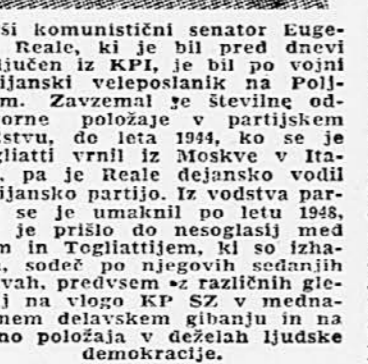 ši komunistični senator Euge-
Reale, ki je bil pred dnevi
ljučen iz KPI, je bil po vojni
ijanski veleposlanik na Polj-
em. Zavzemal je številne od-
orne položaje v partijskem
stvu, do leta 1944, ko se je
gliatti vrnil iz Moskve v Ita-
, pa je Reale dejansko vodil
ijansko partijo. Iz vodstva par-
se je umaknil po letu 1948,
je prišlo do nesoglasij med
m in Togliattijem, ki so izha-
, sodeč po njegovih sedanjih
vah, predvsem iz različnih gle-
j na vlogo KP SZ v medna-
nem delavskem gibanju in na
no položaja v deželah ljudske
demokracije.